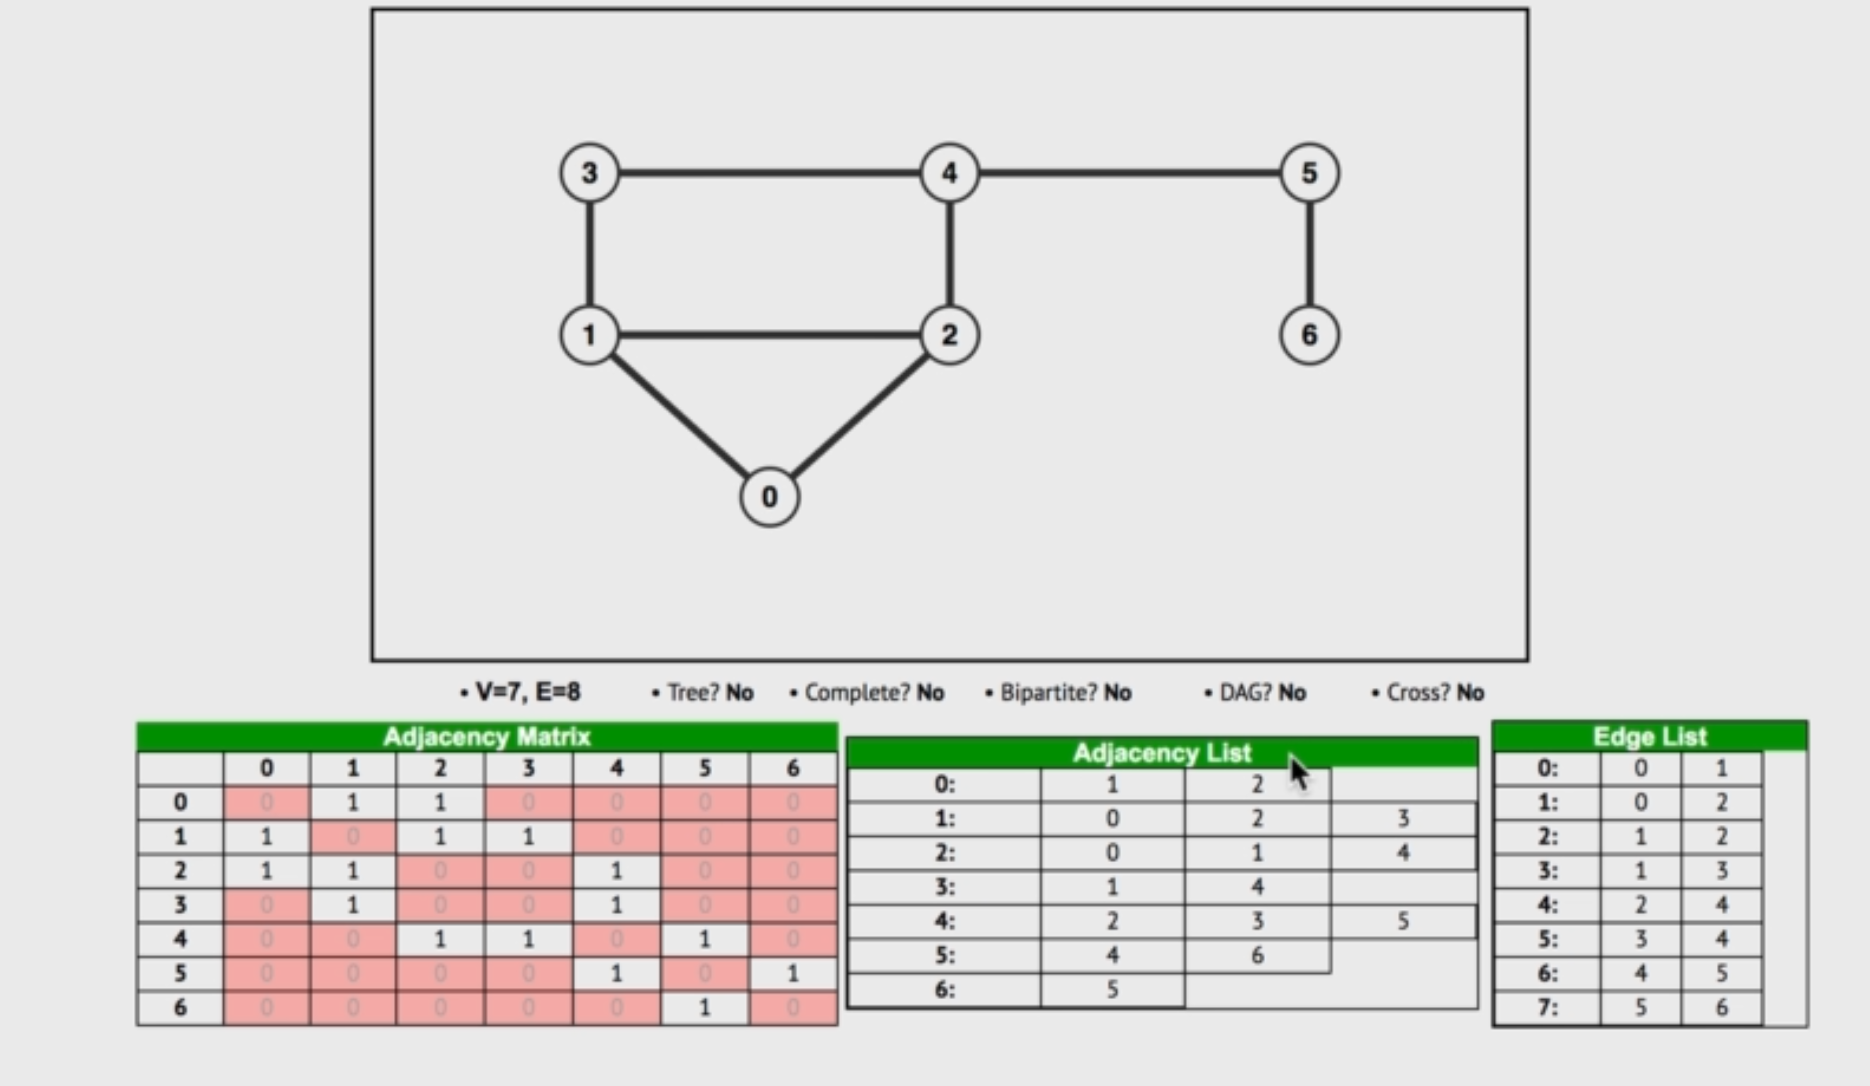 3 4 5
1 2 6
0
• V=7, E=8 • Tree? No • Complete? No • Bipartite? No • DAG? No • Cross? No
Adjacency Matrix
0 1 2 3 4 5 6
0 0 1 1 0 0 0 0
1 1 0 1 1 0 0 0
2 1 1 0 0 1 0 0
3 0 1 0 0 1 0 0
4 0 0 1 1 0 1 0
5 0 0 0 0 1 0 1
6 0 0 0 0 0 1 0
Adjacency List
0: 1 2
1: 0 2 3
2: 0 1 4
3: 1 4
4: 2 3 5
5: 4 6
6: 5
Edge List
0: 0 1
1: 0 2
2: 1 2
3: 1 3
4: 2 4
5: 3 4
6: 4 5
7: 5 6